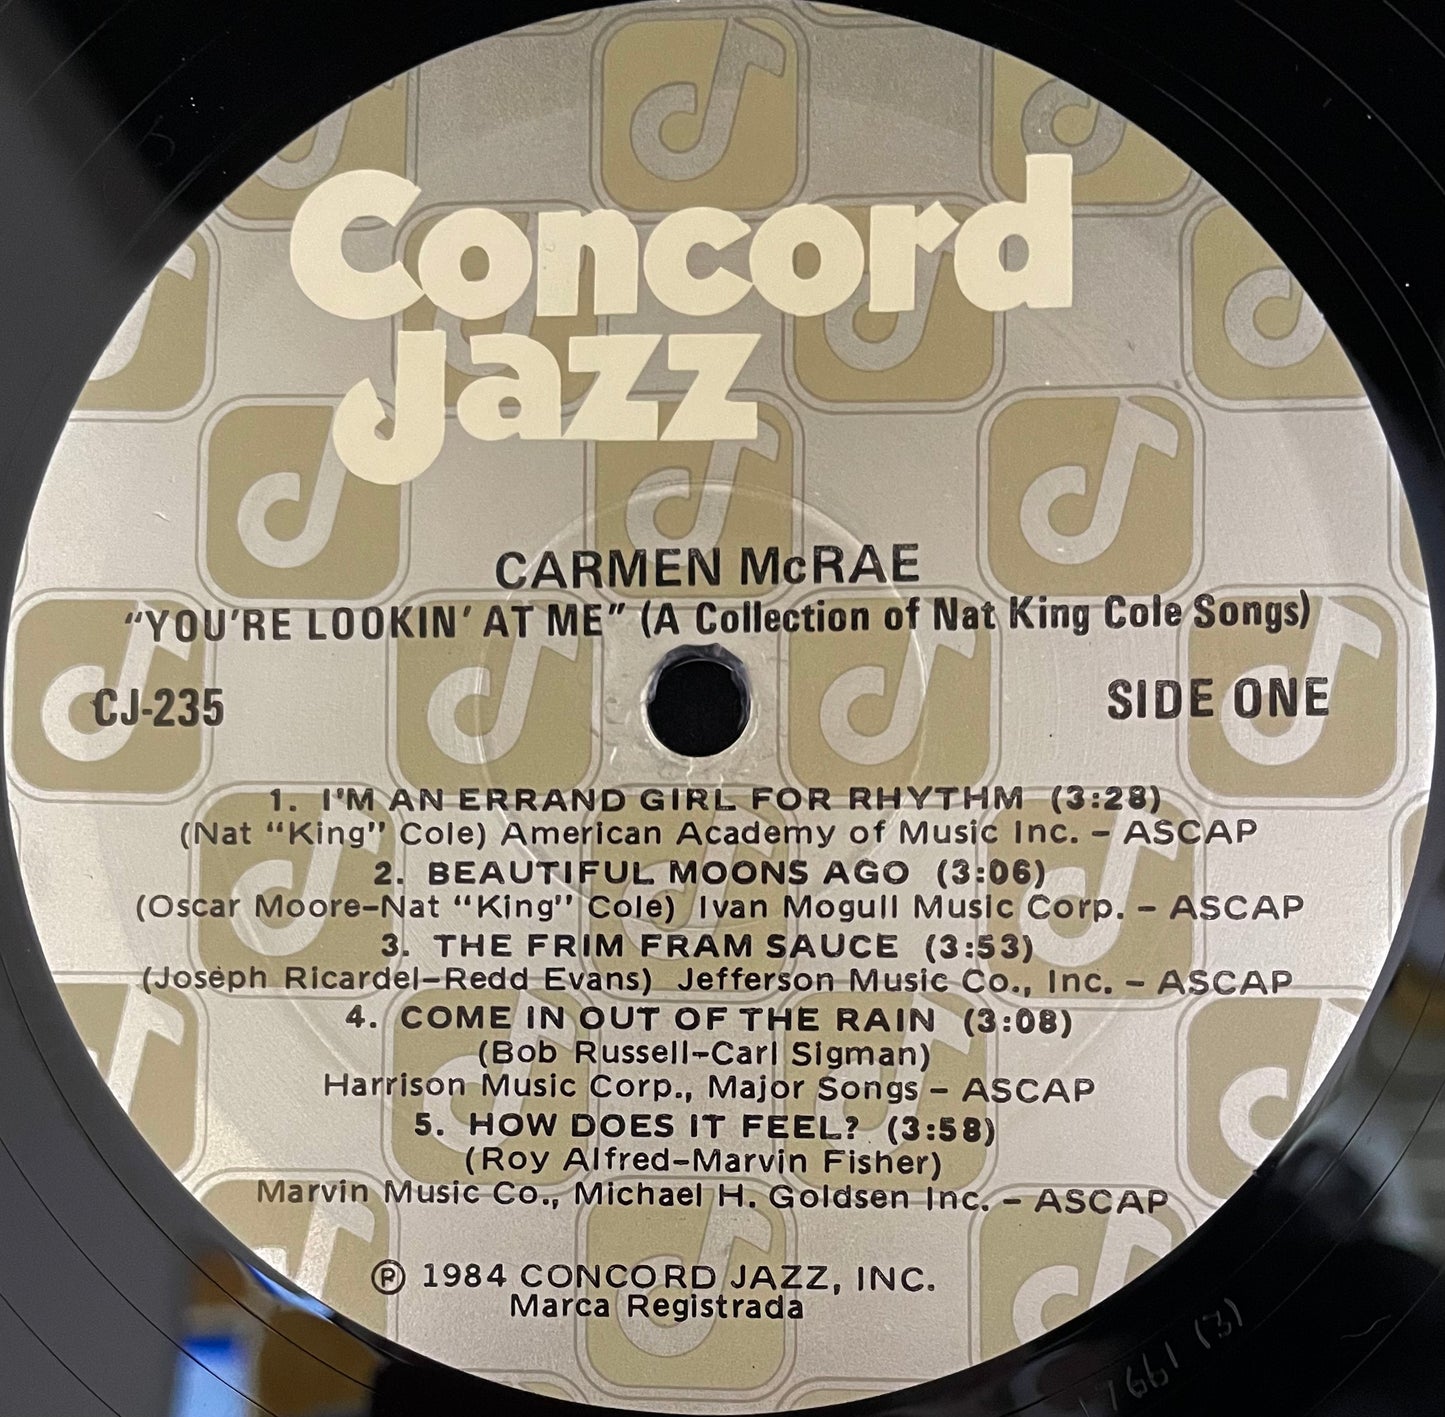 Concord
Jazz
CARMEN McRAE
"YOU'RE LOOKIN' AT ME" (A Collection of Nat King Cole Songs)
CJ-235
SIDE ONE
1. I'M AN ERRAND GIRL FOR RHYTHM (3:28)
(Nat "King" Cole) American Academy of Music Inc. – ASCAP
2. BEAUTIFUL MOONS AGO (3:06)
(Oscar Moore–Nat "King" Cole) Ivan Mogull Music Corp. – ASCAP
3. THE FRIM FRAM SAUCE (3:53)
(Joseph Ricardel–Redd Evans) Jefferson Music Co., Inc. – ASCAP
4. COME IN OUT OF THE RAIN (3:08)
(Bob Russell–Carl Sigman)
Harrison Music Corp., Major Songs – ASCAP
5. HOW DOES IT FEEL? (3:58)
(Roy Alfred–Marvin Fisher)
Marvin Music Co., Michael H. Goldsen Inc. – ASCAP
℗ 1984 CONCORD JAZZ, INC.
Marca Registrada
17661 (3)